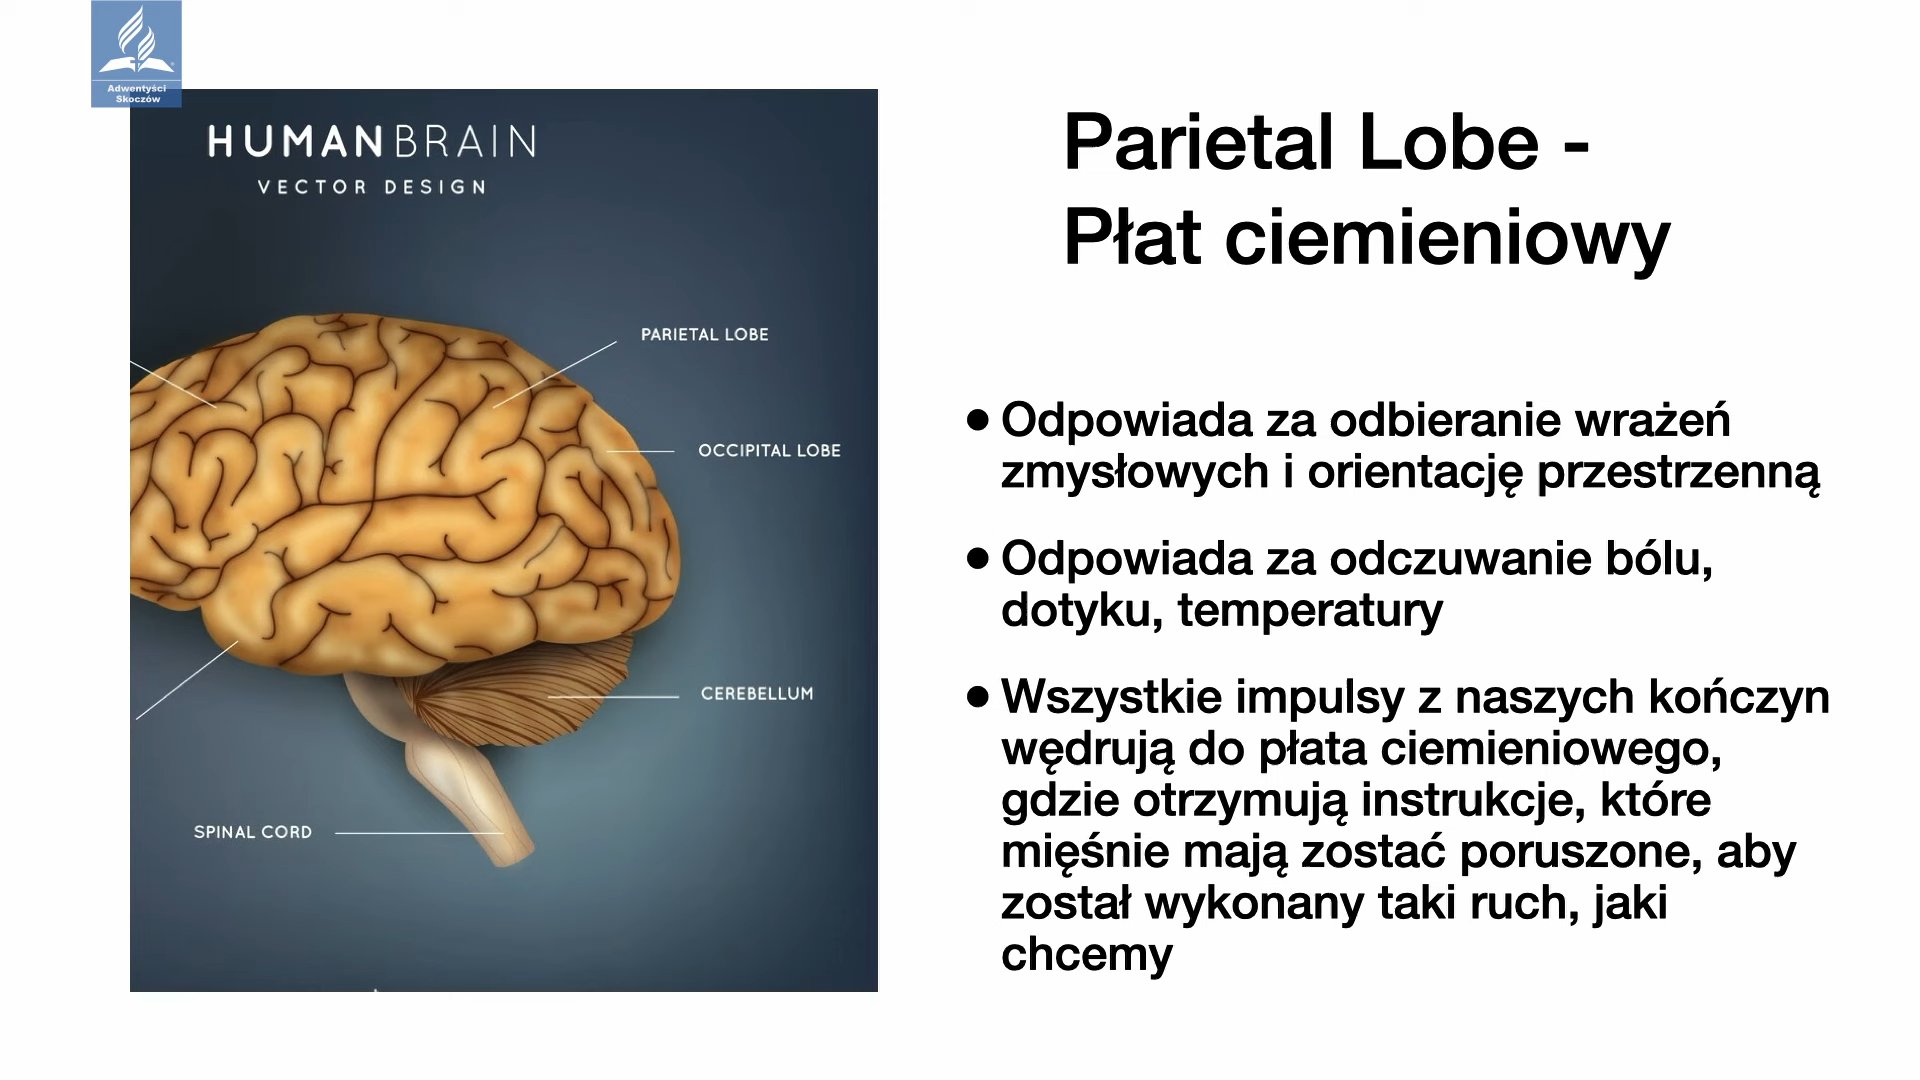 Adwentyści
Skoczów
HUMANBRAIN
VECTOR DESIGN
PARIETAL LOBE
OCCIPITAL LOBE
CEREBELLUM
SPINAL CORD
Parietal Lobe -
Płat ciemieniowy
● Odpowiada za odbieranie wrażeń
zmysłowych i orientację przestrzenną
● Odpowiada za odczuwanie bólu,
dotyku, temperatury
● Wszystkie impulsy z naszych kończyn
wędrują do płata ciemieniowego,
gdzie otrzymują instrukcje, które
mięśnie mają zostać poruszone, aby
został wykonany taki ruch, jaki
chcemy